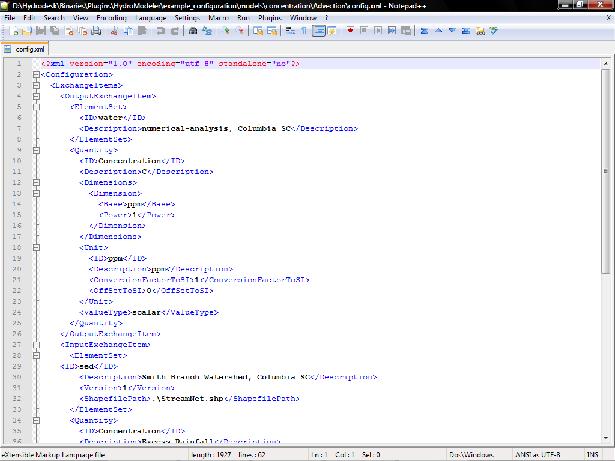 D:\Hydrodesk\Binaries\Plugins\HydroModeler\example_configuration\models\concentration\Advection\config.xml - Notepad++
File Edit Search View Encoding Language Settings Macro Run Plugins Window ?
config.xml
1 <?xml version="1.0" encoding="utf-8" standalone="no"?>
2 <Configuration>
3 <ExchangeItems>
4 <OutputExchangeItem>
5 <ElementSet>
6 <ID>water</ID>
7 <Description>numerical-analysis, Columbia SC</Description>
8 </ElementSet>
9 <Quantity>
10 <ID>Concentration</ID>
11 <Description>C</Description>
12 <Dimensions>
13 <Dimension>
14 <Base>ppm</Base>
15 <Power>1</Power>
16 </Dimension>
17 </Dimensions>
18 <Unit>
19 <ID>ppm</ID>
20 <Description>ppm</Description>
21 <ConversionFactorToSI>1</ConversionFactorToSI>
22 <OffSetToSI>0</OffSetToSI>
23 </Unit>
24 <ValueType>scalar</ValueType>
25 </Quantity>
26 </OutputExchangeItem>
27 <InputExchangeItem>
28 <ElementSet>
29 <ID>sed</ID>
30 <Description>Smith Branch Watershed, Columbia SC</Description>
31 <Version>1</Version>
32 <ShapefilePath>.\StreamNet.shp</ShapefilePath>
33 </ElementSet>
34 <Quantity>
35 <ID>Concentration</ID>
36 <Description>Excess Rainfall</Description>
eXtensible Markup Language file length : 1927 lines : 62 Ln : 1 Col : 1 Sel : 0 Dos\Windows ANSI as UTF-8 INS